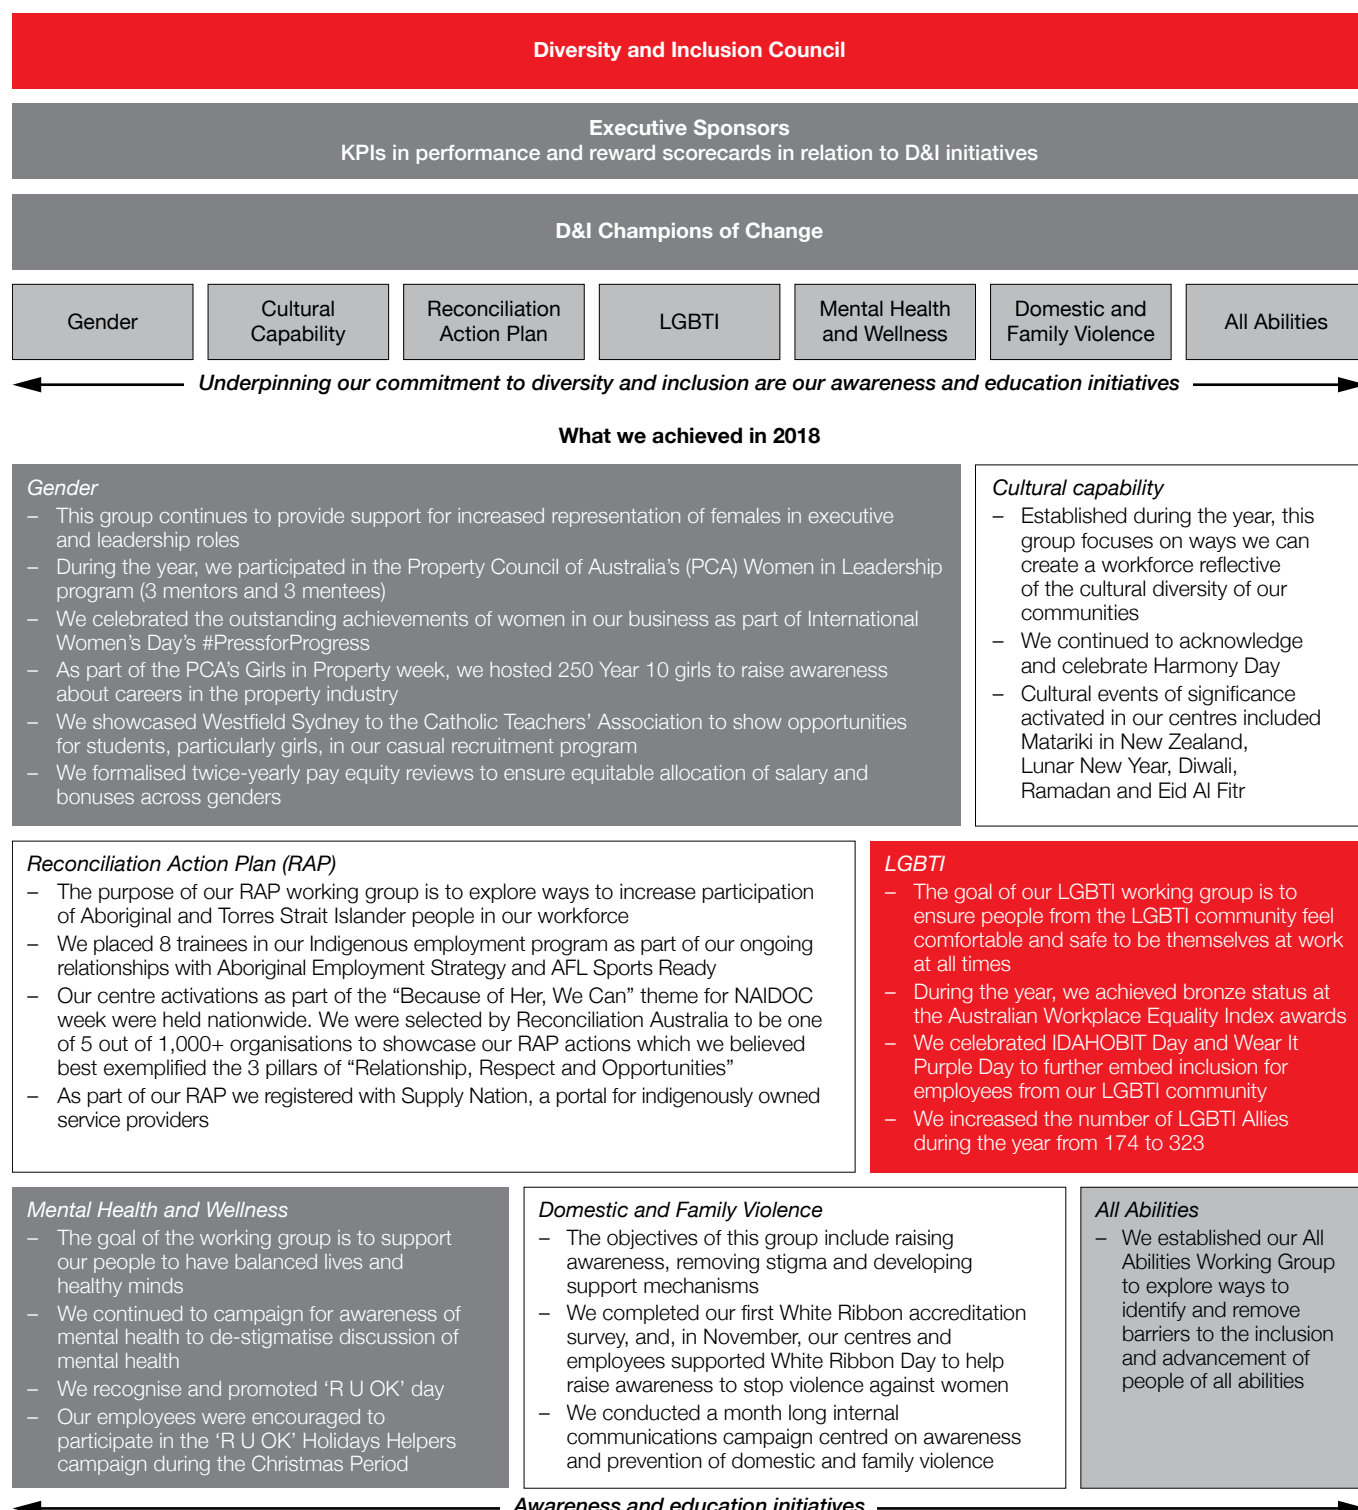 Diversity and Inclusion Council
Executive Sponsors
KPIs in performance and reward scorecards in relation to D&I initiatives
D&I Champions of Change
Gender
Cultural
Capability
Reconciliation
Action Plan
LGBTI
Mental Health
and Wellness
Domestic and
Family Violence
All Abilities
Underpinning our commitment to diversity and inclusion are our awareness and education initiatives
What we achieved in 2018
Gender
– This group continues to provide support for increased representation of females in executive
and leadership roles
– During the year, we participated in the Property Council of Australia's (PCA) Women in Leadership
program (3 mentors and 3 mentees)
– We celebrated the outstanding achievements of women in our business as part of International
Women's Day's #PressforProgress
– As part of the PCA's Girls in Property week, we hosted 250 Year 10 girls to raise awareness
about careers in the property industry
– We showcased Westfield Sydney to the Catholic Teachers' Association to show opportunities
for students, particularly girls, in our casual recruitment program
– We formalised twice-yearly pay equity reviews to ensure equitable allocation of salary and
bonuses across genders
Cultural capability
– Established during the year, this
group focuses on ways we can
create a workforce reflective
of the cultural diversity of our
communities
– We continued to acknowledge
and celebrate Harmony Day
– Cultural events of significance
activated in our centres included
Matariki in New Zealand,
Lunar New Year, Diwali,
Ramadan and Eid Al Fitr
Reconciliation Action Plan (RAP)
– The purpose of our RAP working group is to explore ways to increase participation
of Aboriginal and Torres Strait Islander people in our workforce
– We placed 8 trainees in our Indigenous employment program as part of our ongoing
relationships with Aboriginal Employment Strategy and AFL Sports Ready
– Our centre activations as part of the “Because of Her, We Can” theme for NAIDOC
week were held nationwide. We were selected by Reconciliation Australia to be one
of 5 out of 1,000+ organisations to showcase our RAP actions which we believed
best exemplified the 3 pillars of “Relationship, Respect and Opportunities”
– As part of our RAP we registered with Supply Nation, a portal for indigenously owned
service providers
LGBTI
– The goal of our LGBTI working group is to
ensure people from the LGBTI community feel
comfortable and safe to be themselves at work
at all times
– During the year, we achieved bronze status at
the Australian Workplace Equality Index awards
– We celebrated IDAHOBIT Day and Wear It
Purple Day to further embed inclusion for
employees from our LGBTI community
– We increased the number of LGBTI Allies
during the year from 174 to 323
Mental Health and Wellness
– The goal of the working group is to support
our people to have balanced lives and
healthy minds
– We continued to campaign for awareness of
mental health to de-stigmatise discussion of
mental health
– We recognise and promoted ‘R U OK’ day
– Our employees were encouraged to
participate in the ‘R U OK’ Holidays Helpers
campaign during the Christmas Period
Domestic and Family Violence
– The objectives of this group include raising
awareness, removing stigma and developing
support mechanisms
– We completed our first White Ribbon accreditation
survey, and, in November, our centres and
employees supported White Ribbon Day to help
raise awareness to stop violence against women
– We conducted a month long internal
communications campaign centred on awareness
and prevention of domestic and family violence
All Abilities
– We established our All
Abilities Working Group
to explore ways to
identify and remove
barriers to the inclusion
and advancement of
people of all abilities
Awareness and education initiatives